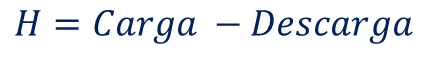 H = Carga − Descarga